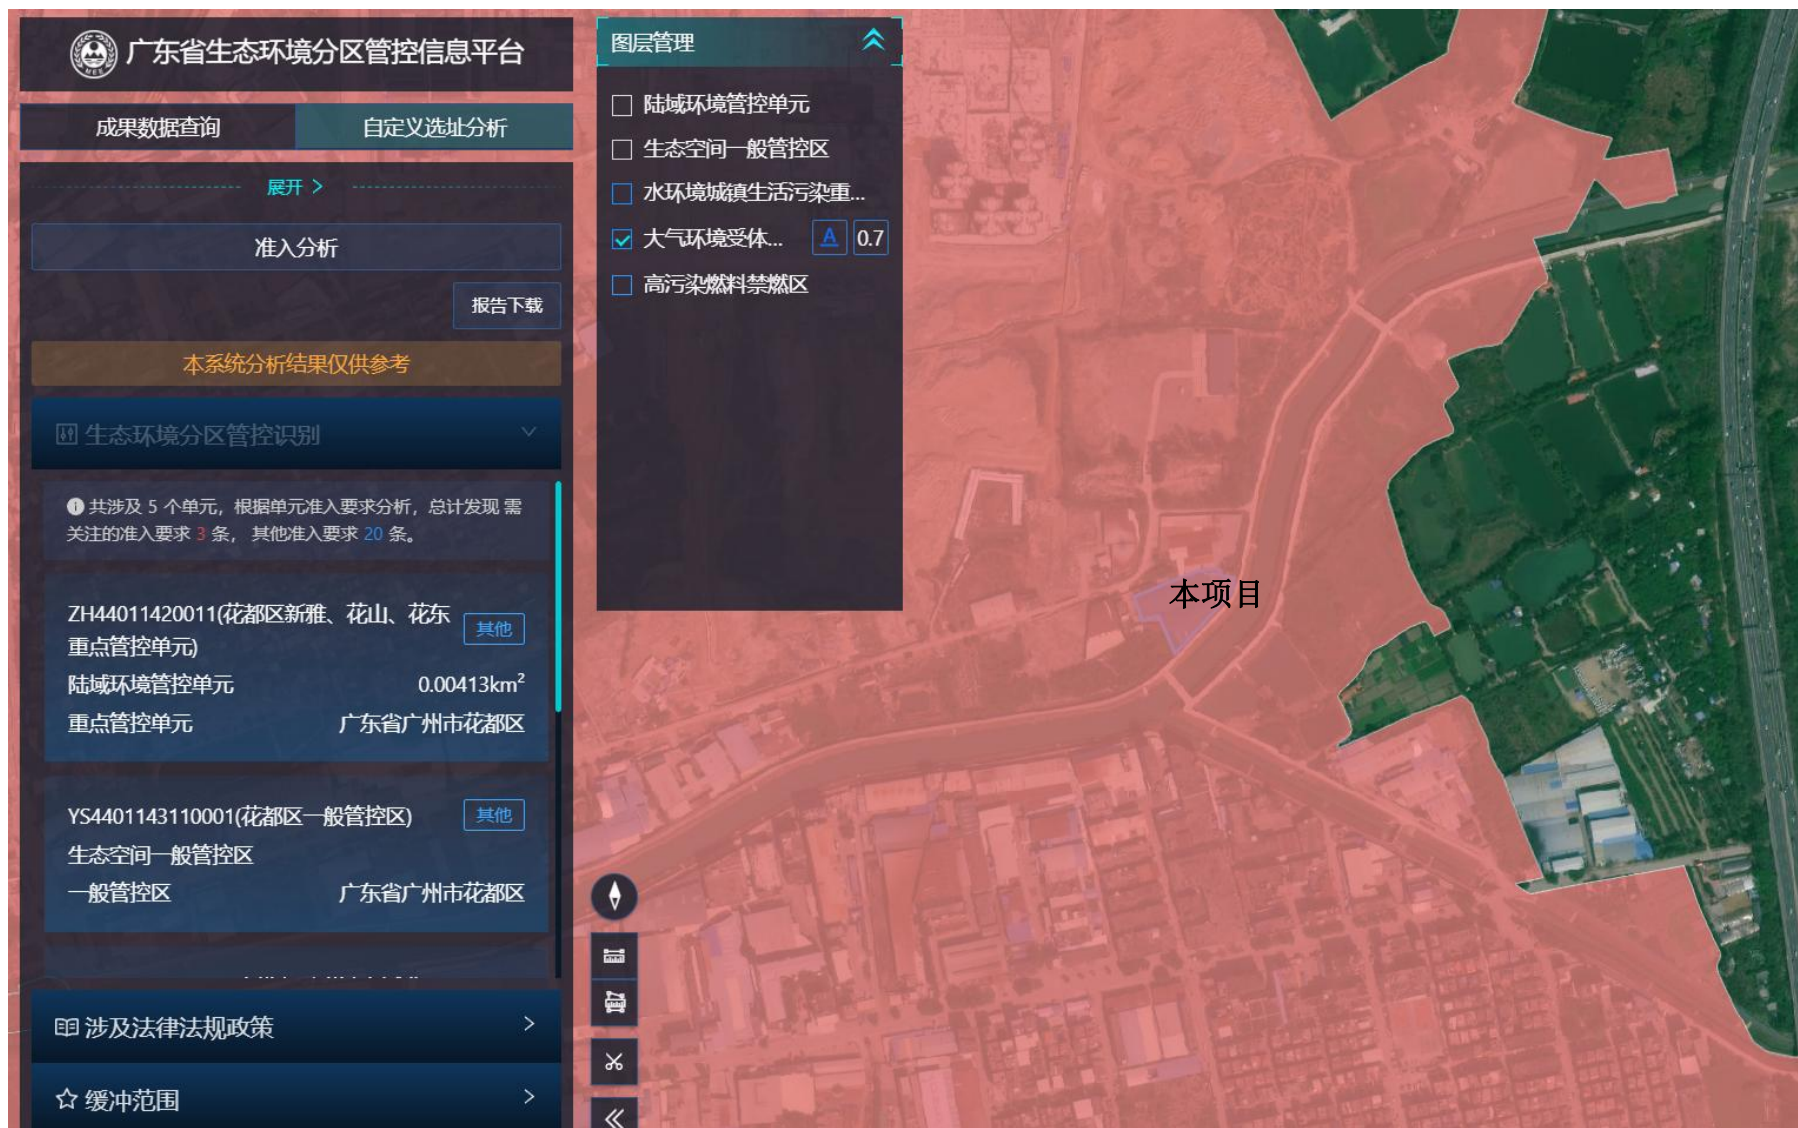 广东省生态环境分区管控信息平台
成果数据查询
自定义选址分析
展开 >
准入分析
报告下载
本系统分析结果仅供参考
生态环境分区管控识别
共涉及 5 个单元，根据单元准入要求分析，总计发现 需
关注的准入要求 3 条， 其他准入要求 20 条。
ZH44011420011(花都区新雅、花山、花东
重点管控单元)
其他
陆域环境管控单元
0.00413km²
重点管控单元
广东省广州市花都区
YS4401143110001(花都区一般管控区)
其他
生态空间一般管控区
一般管控区
广东省广州市花都区
涉及法律法规政策
缓冲范围
图层管理
陆域环境管控单元
生态空间一般管控区
水环境城镇生活污染重...
大气环境受体...
A
0.7
高污染燃料禁燃区
本项目